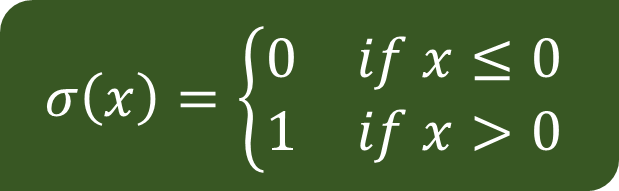 σ(x) = {0 if x ≤ 0
1 if x > 0